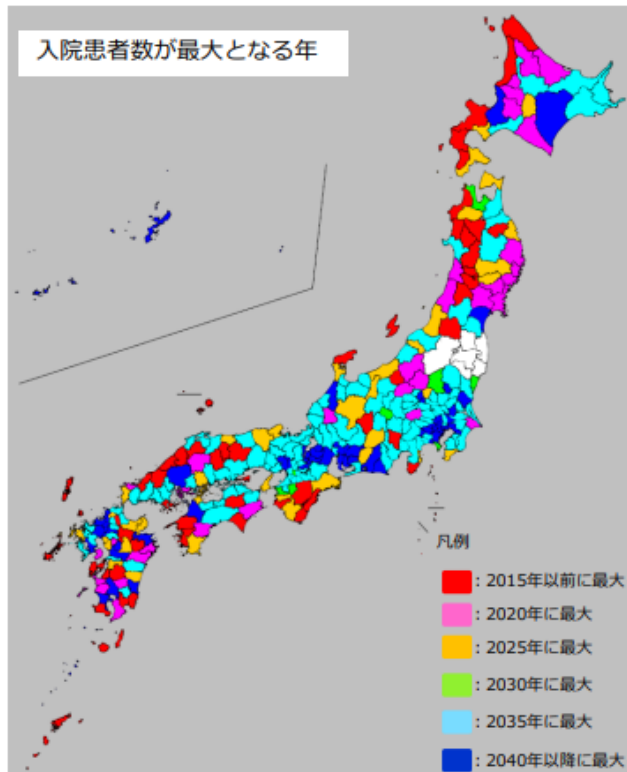 入院患者数が最大となる年
凡例
: 2015年以前に最大
: 2020年に最大
: 2025年に最大
: 2030年に最大
: 2035年に最大
: 2040年以降に最大